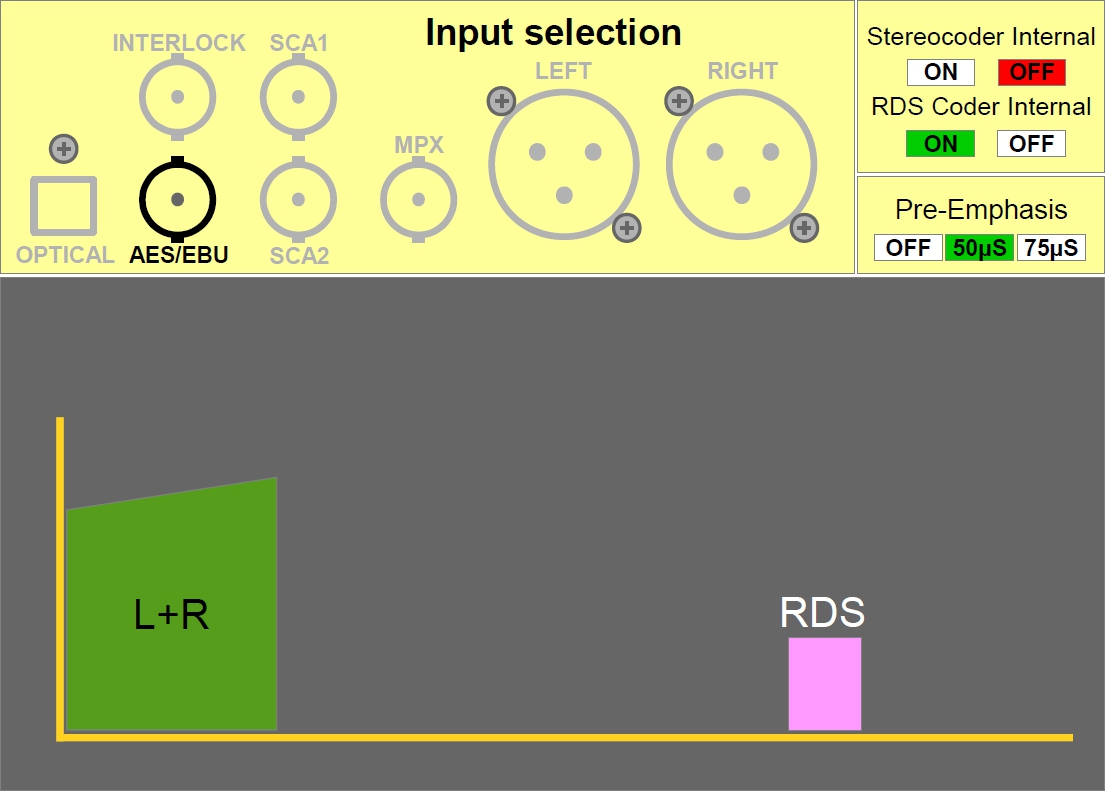 Input selection
INTERLOCK
SCA1
LEFT
RIGHT
MPX
OPTICAL
AES/EBU
SCA2
Stereocoder Internal
ON OFF
RDS Coder Internal
ON OFF
Pre-Emphasis
OFF 50µS 75µS
L+R
RDS